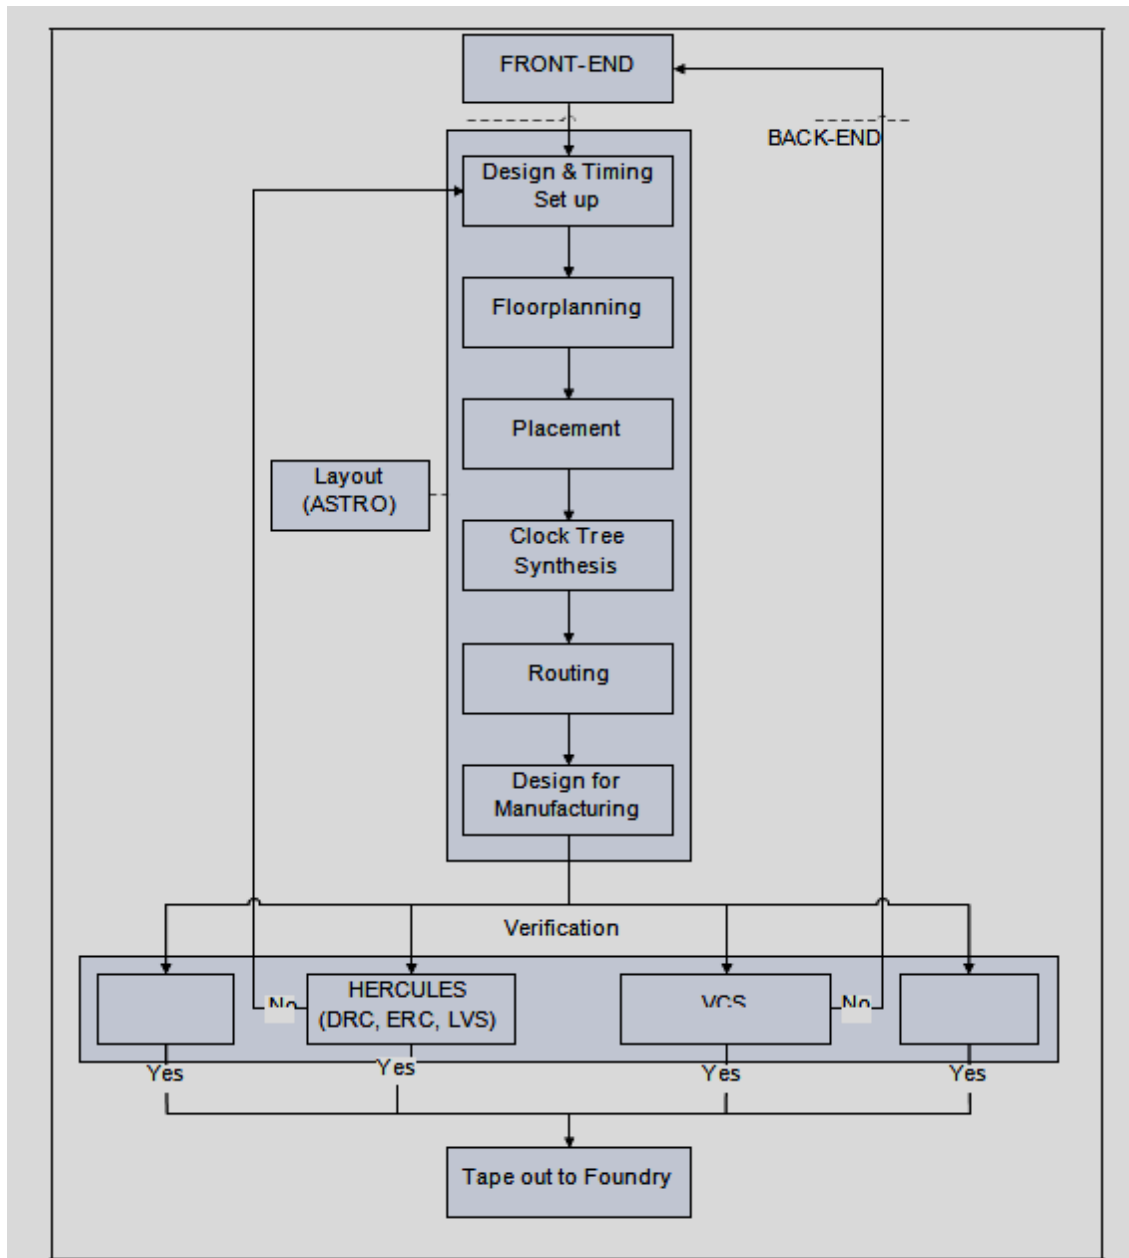 FRONT-END
BACK-END
Design & Timing
Set up
Floorplanning
Placement
Layout
(ASTRO)
Clock Tree
Synthesis
Routing
Design for
Manufacturing
Verification
No
HERCULES
(DRC, ERC, LVS)
VCS
No
Yes
Yes
Yes
Yes
Tape out to Foundry